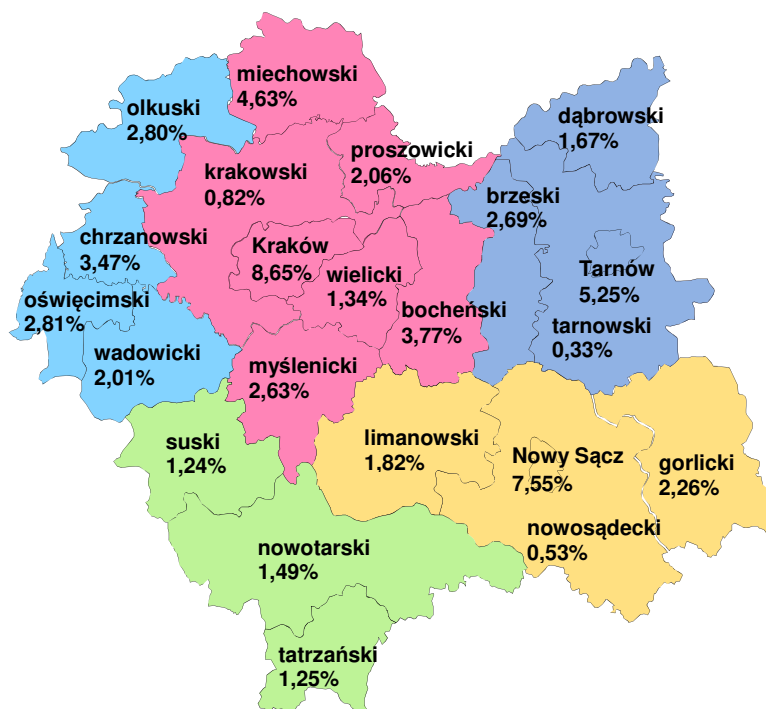 miechowski
4,63%
olkuski
2,80%
dąbrowski
1,67%
proszowicki
2,06%
krakowski
0,82%
brzeski
2,69%
chrzanowski
3,47%
Kraków
8,65%
wielicki
1,34%
Tarnów
5,25%
oświęcimski
2,81%
bocheński
3,77%
tarnowski
0,33%
wadowicki
2,01%
myślenicki
2,63%
suski
1,24%
limanowski
1,82%
Nowy Sącz
7,55%
gorlicki
2,26%
nowosądecki
0,53%
nowotarski
1,49%
tatrzański
1,25%